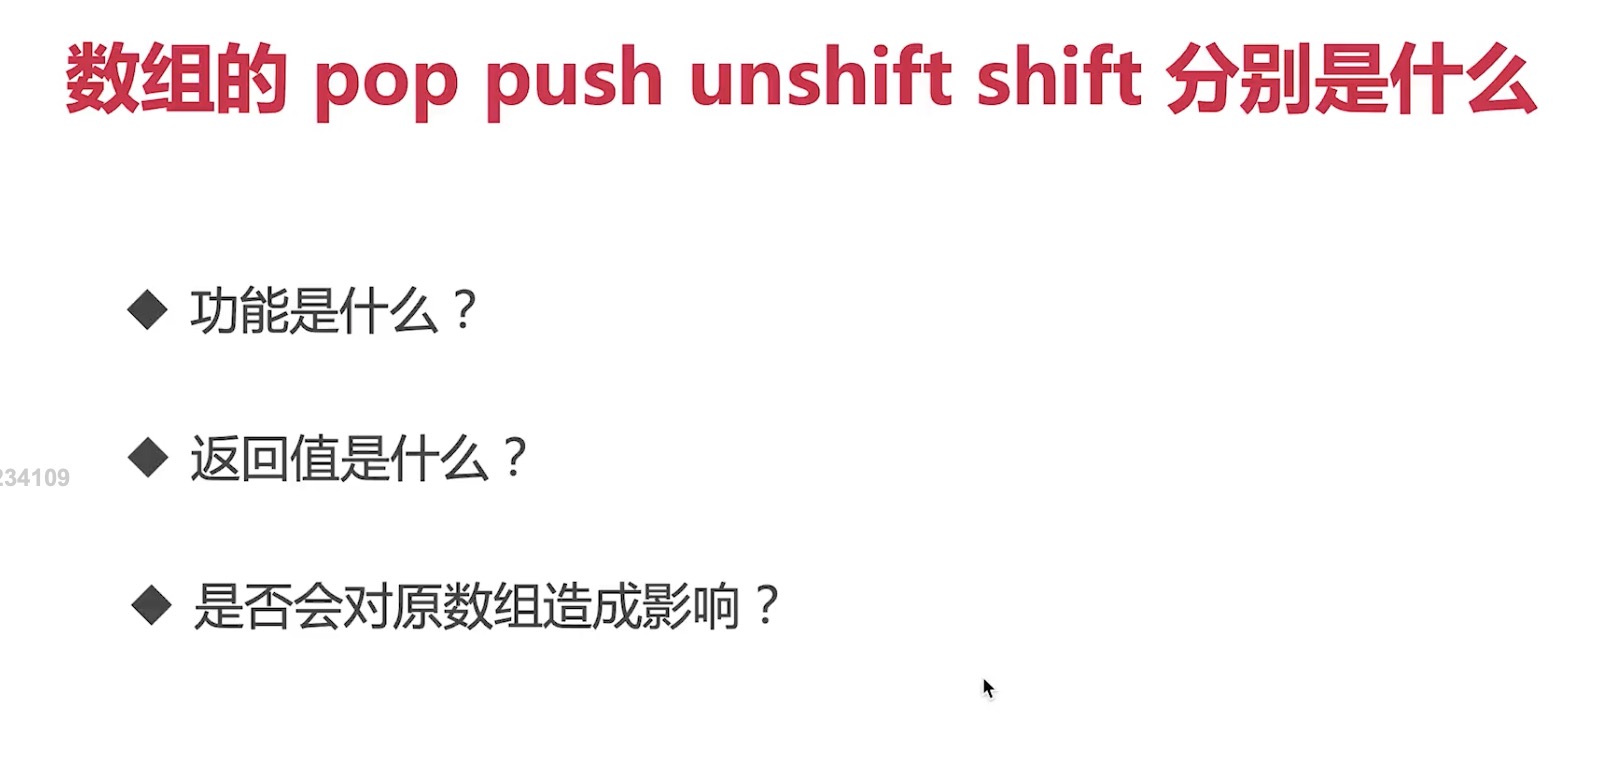 数组的 pop push unshift shift 分别是什么
功能是什么？
返回值是什么？
234109
是否会对原数组造成影响？